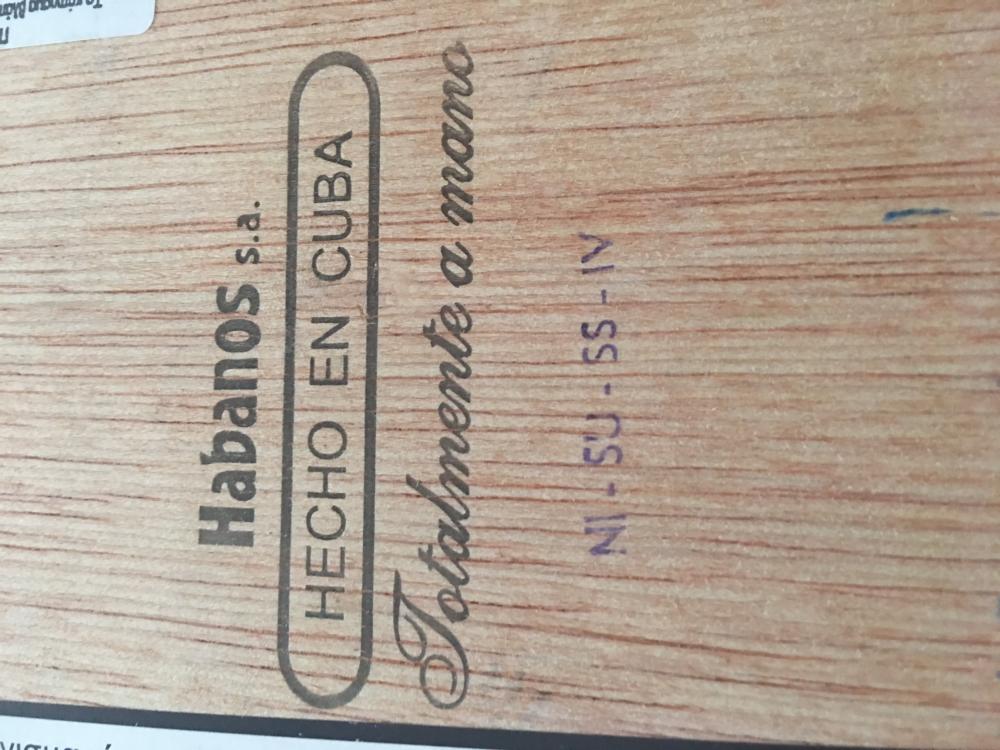 Habanos s.a.
HECHO EN CUBA
Totalmente a mano
NI-SU-SS-IV